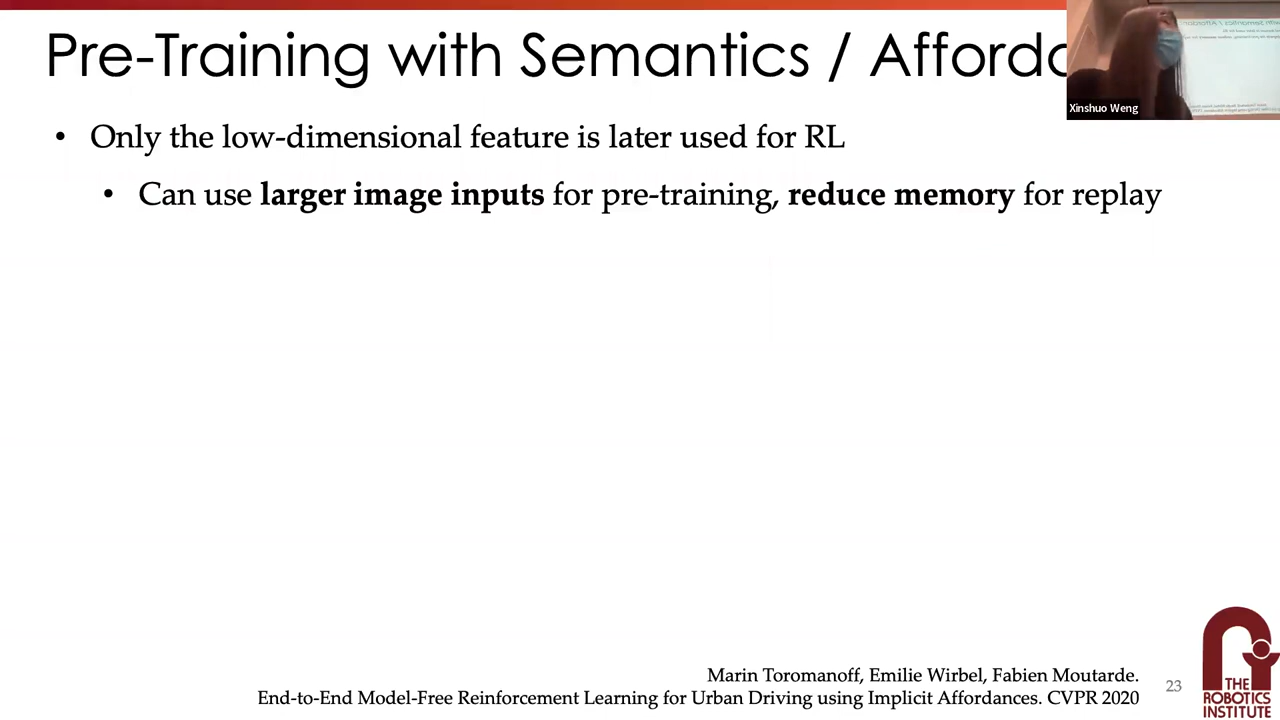 Pre-Training with Semantics / Afforda
Xinshuo Weng
• Only the low-dimensional feature is later used for RL
• Can use larger image inputs for pre-training, reduce memory for replay
Marin Toromanoff, Emilie Wirbel, Fabien Moutarde.
End-to-End Model-Free Reinforcement Learning for Urban Driving using Implicit Affordances. CVPR 2020
23
THE
ROBOTICS
INSTITUTE